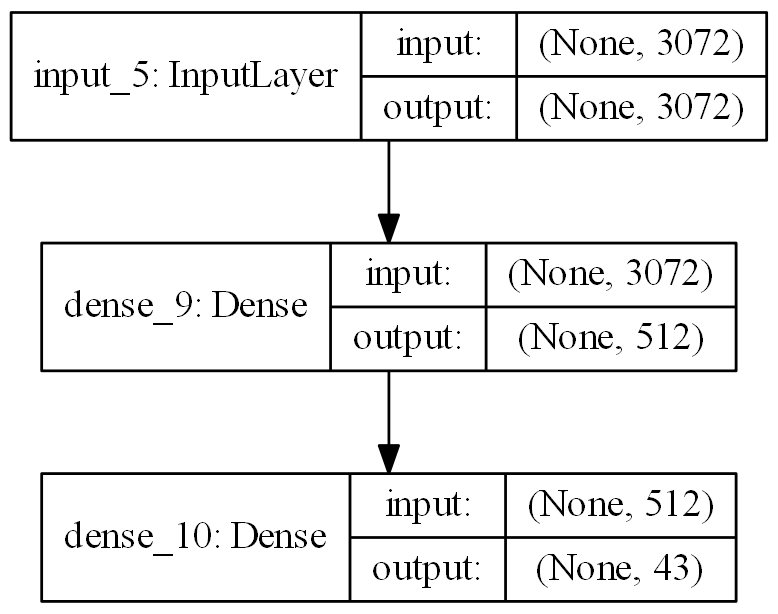 input_5: InputLayer
input: (None, 3072)
output: (None, 3072)
dense_9: Dense
input: (None, 3072)
output: (None, 512)
dense_10: Dense
input: (None, 512)
output: (None, 43)